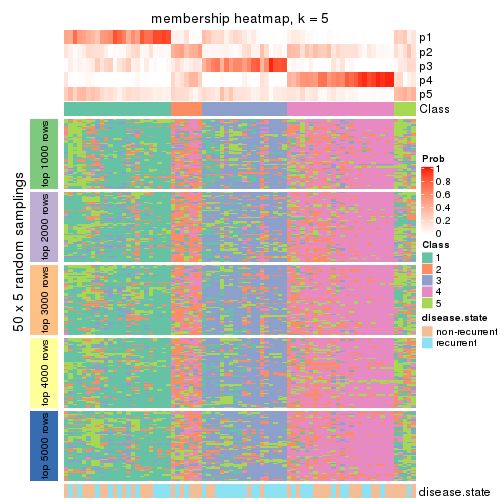 membership heatmap, k = 5
p1
p2
p3
p4
p5
Class
50 x 5 random samplings
top 1000 rows
top 2000 rows
top 3000 rows
top 4000 rows
top 5000 rows
disease.state
Prob
1
0.8
0.6
0.4
0.2
0
Class
1
2
3
4
5
disease.state
non-recurrent
recurrent